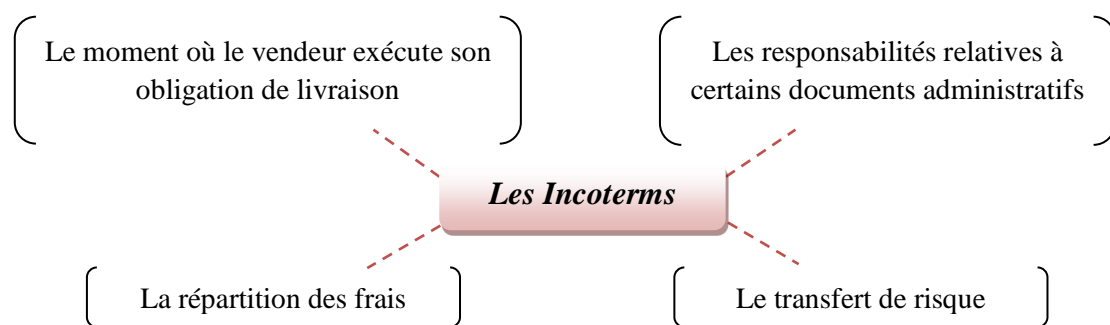 Le moment où le vendeur exécute son
obligation de livraison
Les responsabilités relatives à
certains documents administratifs
Les Incoterms
La répartition des frais
Le transfert de risque